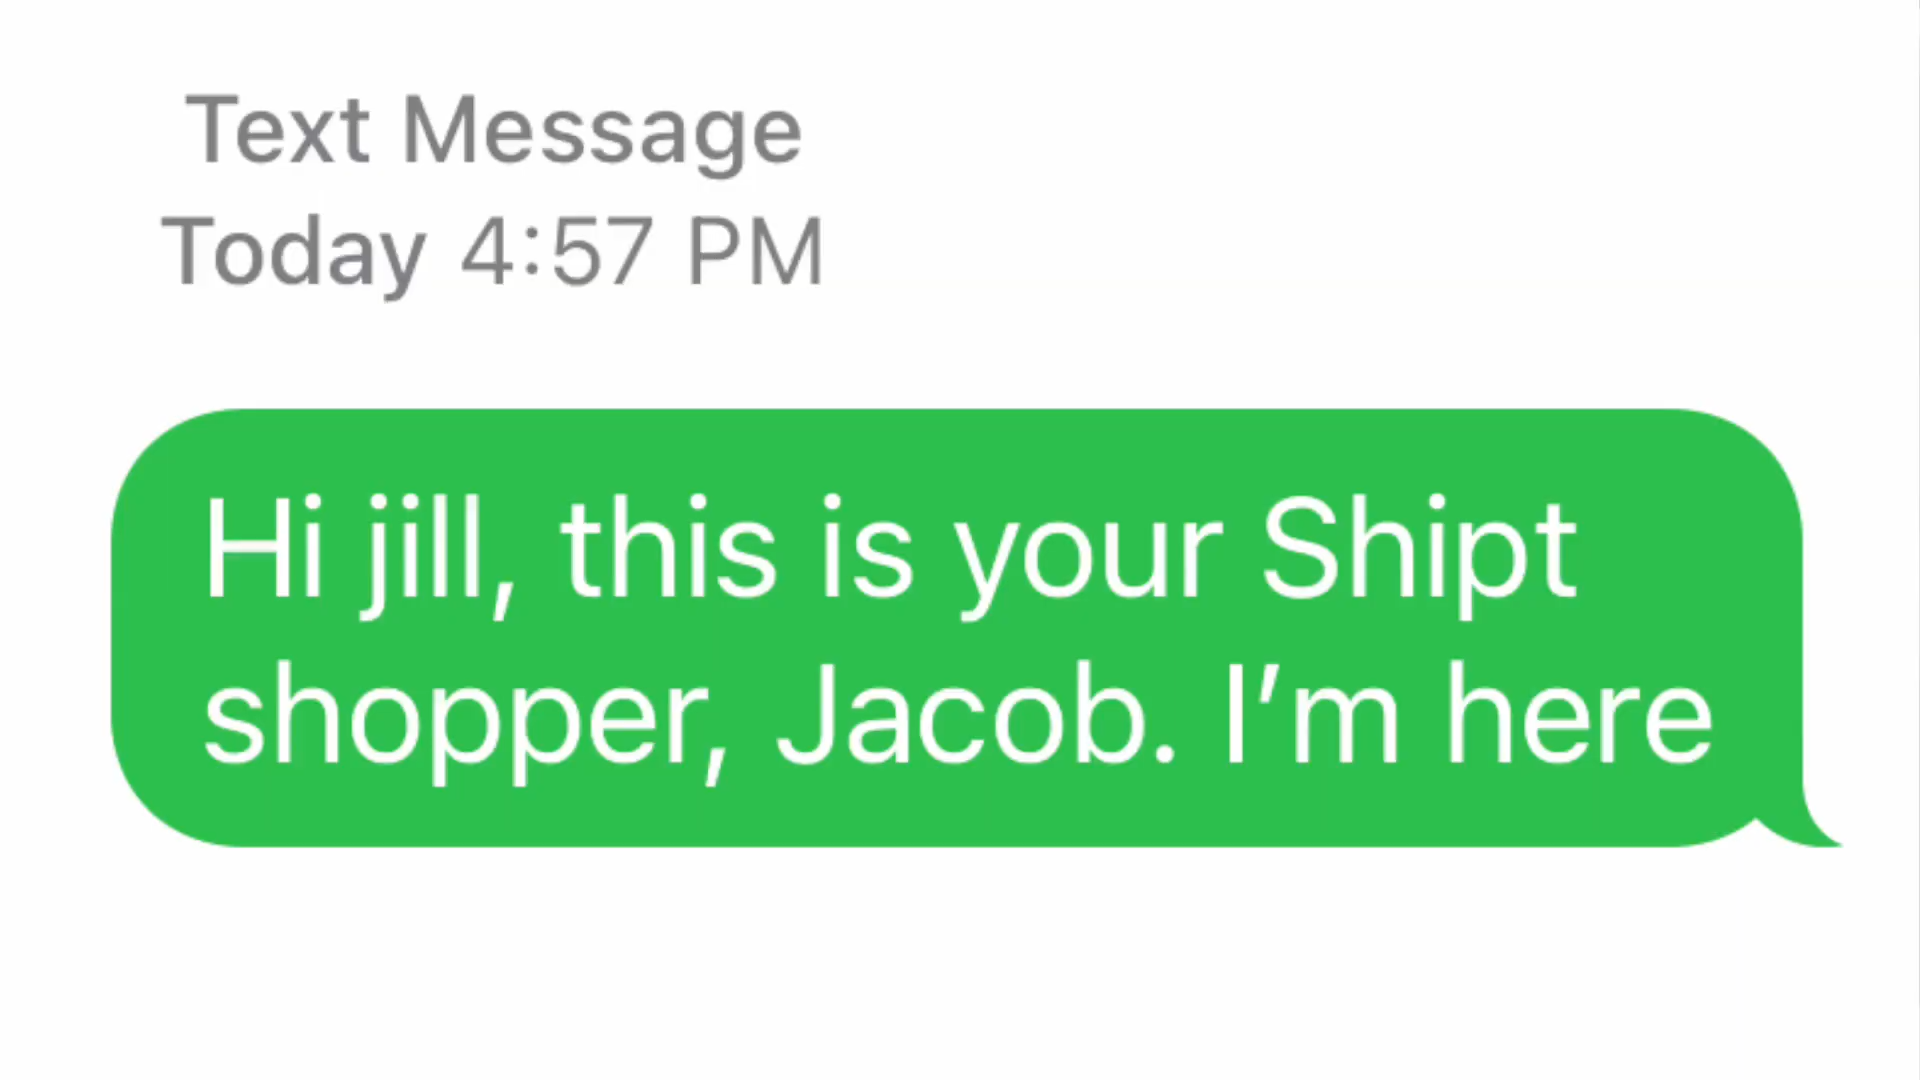 Text Message
Today 4:57 PM
Hi jill, this is your Shipt
shopper, Jacob. I’m here